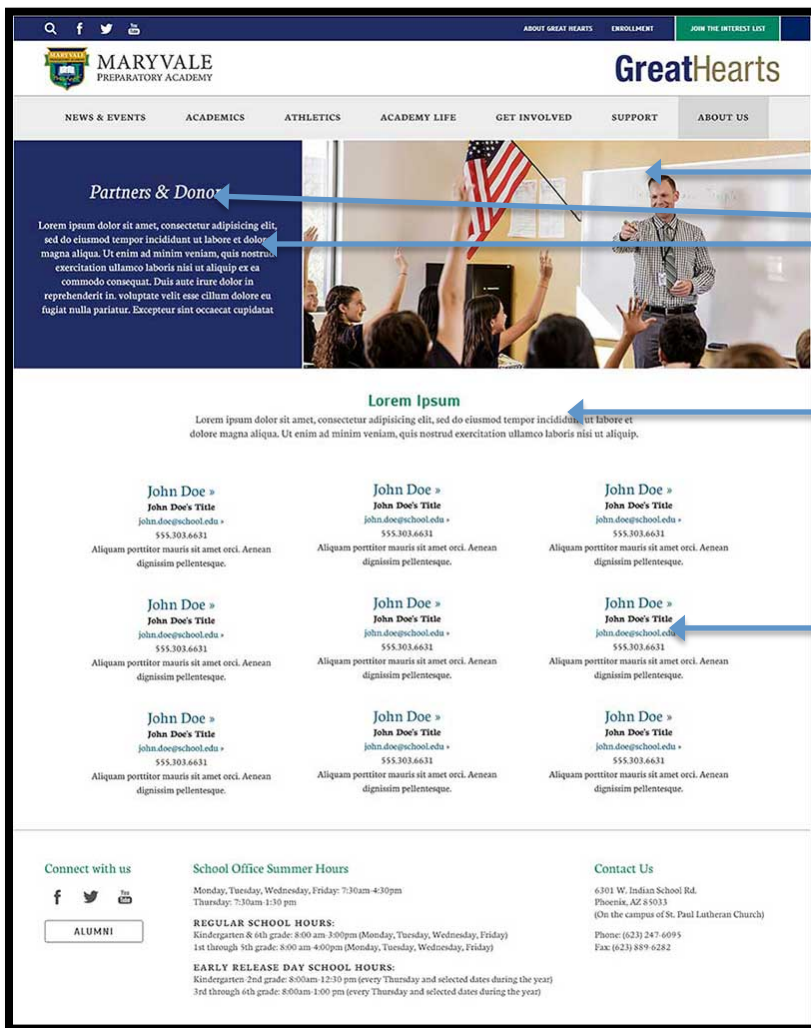 ABOUT GREAT HEARTS ENROLLMENT JOIN THE INTEREST LIST
MARYVALE
PREPARATORY ACADEMY
GreatHearts
NEWS & EVENTS ACADEMICS ATHLETICS ACADEMY LIFE GET INVOLVED SUPPORT ABOUT US
Partners & Donor
Lorem ipsum dolor sit amet, consectetur adipisicing elit,
sed do eiusmod tempor incididunt ut labore et dolore
magna aliqua. Ut enim ad minim veniam, quis nostrud
exercitation ullamco laboris nisi ut aliquip ex ea
commodo consequat. Duis aute irure dolor in
reprehenderit in. voluptate velit esse cillum dolore eu
fugiat nulla pariatur. Excepteur sint occaecat cupidatat
Lorem Ipsum
Lorem ipsum dolor sit amet, consectetur adipisicing elit, sed do eiusmod tempor incididunt ut labore et
dolore magna aliqua. Ut enim ad minim veniam, quis nostrud exercitation ullamco laboris nisi ut aliquip.
John Doe » John Doe » John Doe »
John Doe's Title John Doe's Title John Doe's Title
john.doe@school.edu » john.doe@school.edu » john.doe@school.edu »
555.303.6631 555.303.6631 555.303.6631
Aliquam porttitor mauris sit amet orci. Aenean Aliquam porttitor mauris sit amet orci. Aenean Aliquam porttitor mauris sit amet orci. Aenean
dignissim pellentesque. dignissim pellentesque. dignissim pellentesque.
John Doe » John Doe » John Doe »
John Doe's Title John Doe's Title John Doe's Title
john.doe@school.edu » john.doe@school.edu » john.doe@school.edu
555.303.6631 555.303.6631 555.303.6631
Aliquam porttitor mauris sit amet orci. Aenean Aliquam porttitor mauris sit amet orci. Aenean Aliquam porttitor mauris sit amet orci. Aenean
dignissim pellentesque. dignissim pellentesque. dignissim pellentesque.
John Doe » John Doe » John Doe »
John Doe's Title John Doe's Title John Doe's Title
john.doe@school.edu » john.doe@school.edu » john.doe@school.edu »
555.303.6631 555.303.6631 555.303.6631
Aliquam porttitor mauris sit amet orci. Aenean Aliquam porttitor mauris sit amet orci. Aenean Aliquam porttitor mauris sit amet orci. Aenean
dignissim pellentesque. dignissim pellentesque. dignissim pellentesque.
Connect with us
ALUMNI
School Office Summer Hours
Monday, Tuesday, Wednesday, Friday: 7:30am-4:30pm
Thursday: 7:30am-1:30 pm
REGULAR SCHOOL HOURS:
Kindergarten & 6th grade: 8:00 am-3:00pm (Monday, Tuesday, Wednesday, Friday)
1st through 5th grade: 8:00 am-4:00pm (Monday, Tuesday, Wednesday, Friday)
EARLY RELEASE DAY SCHOOL HOURS:
Kindergarten-2nd grade: 8:00am-12:30 pm (every Thursday and selected dates during the year)
3rd through 6th grade: 8:00am-1:00 pm (every Thursday and selected dates during the year)
Contact Us
6301 W. Indian School Rd.
Phoenix, AZ 85033
(On the campus of St. Paul Lutheran Church)
Phone: (623) 247-6095
Fax: (623) 889-6282